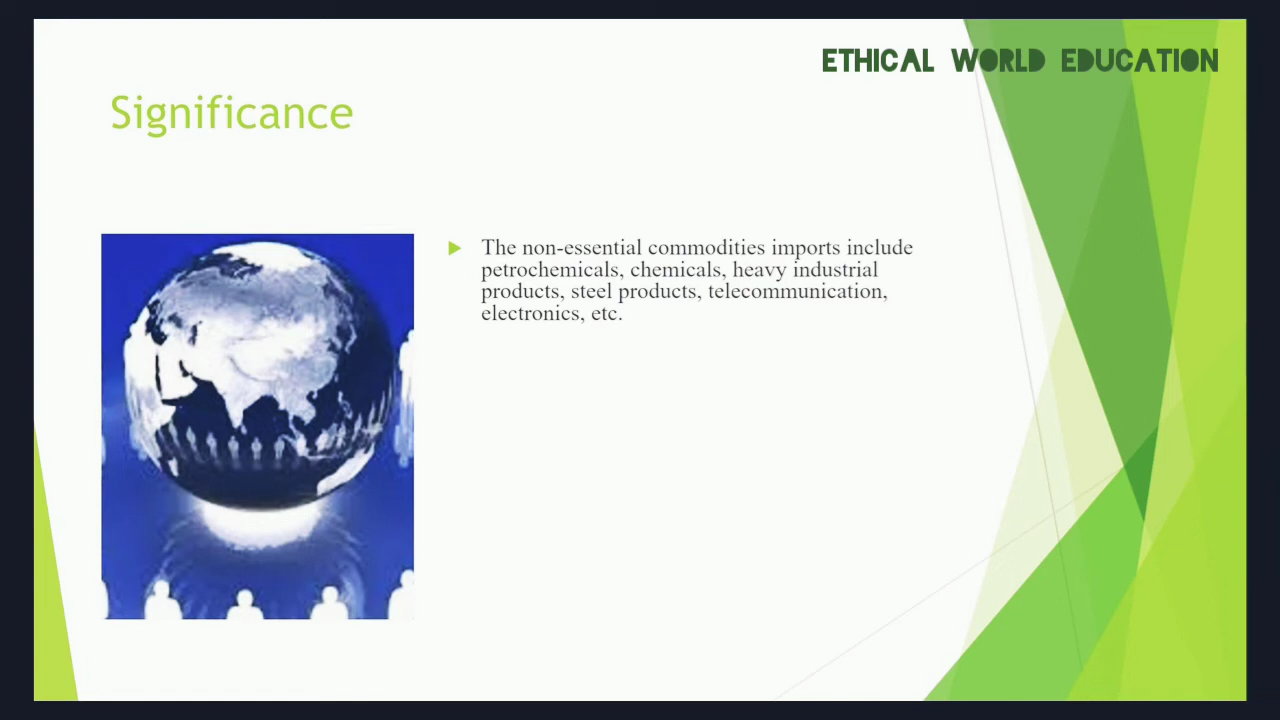 ETHICAL WORLD EDUCATION
Significance
The non-essential commodities imports include
petrochemicals, chemicals, heavy industrial
products, steel products, telecommunication,
electronics, etc.